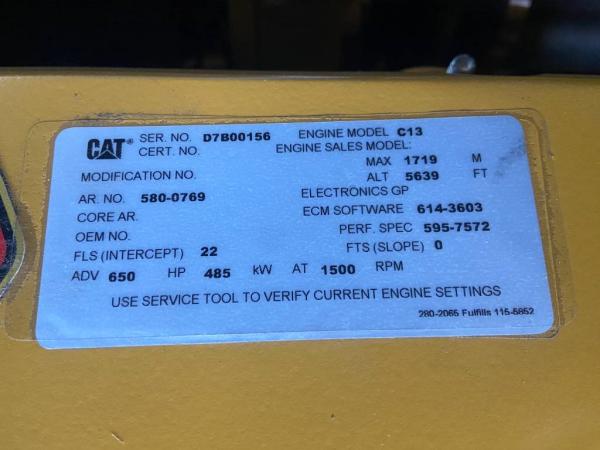 CAT® SER. NO. D7B00156 ENGINE MODEL C13
CERT. NO. ENGINE SALES MODEL:
MODIFICATION NO. MAX 1719 M
ALT 5639 FT
AR. NO. 580-0769 ELECTRONICS GP
CORE AR. ECM SOFTWARE 614-3603
OEM NO. PERF. SPEC 595-7572
FLS (INTERCEPT) 22 FTS (SLOPE) 0
ADV 650 HP 485 kW AT 1500 RPM
USE SERVICE TOOL TO VERIFY CURRENT ENGINE SETTINGS
280-2065 Fulfills 115-5852